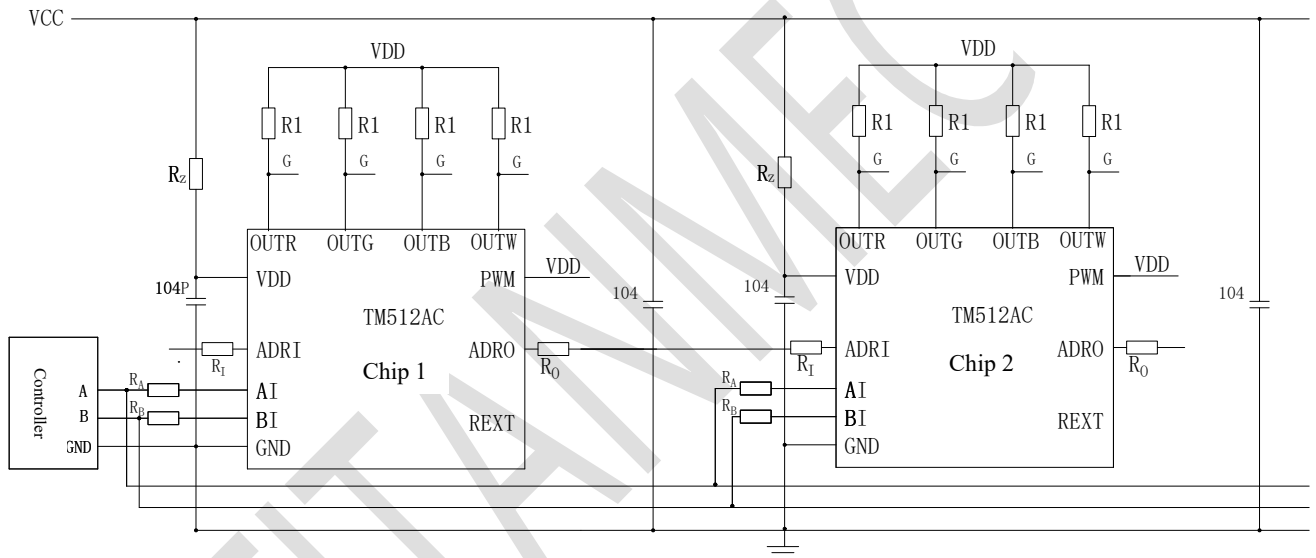 VCC
VDD
VDD
R1 R1 R1 R1
R1 R1 R1 R1
G G G G
G G G G
RZ
RZ
OUTR OUTG OUTB OUTW
OUTR OUTG OUTB OUTW
VDD PWM VDD
VDD PWM VDD
104P
104
104
104
TM512AC
TM512AC
ADRI ADRO
ADRI ADRO
Chip 1
Chip 2
RI RO
RI RO
Controller
A RA AI
B RB BI REXT
GND GND
RA AI
RB BI REXT
GND
TITANMEC